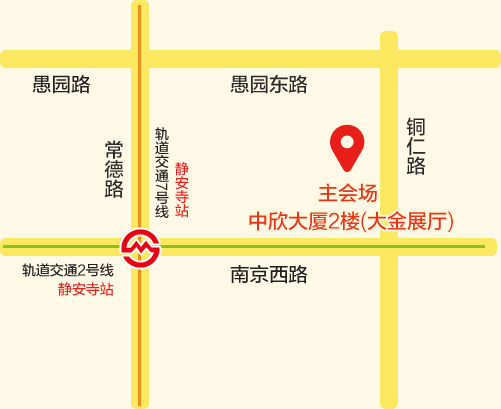 愚园路
愚园东路
铜仁路
常德路
轨道交通7号线
静安寺站
主会场
中欣大厦2楼(大金展厅)
轨道交通2号线
静安寺站
南京西路